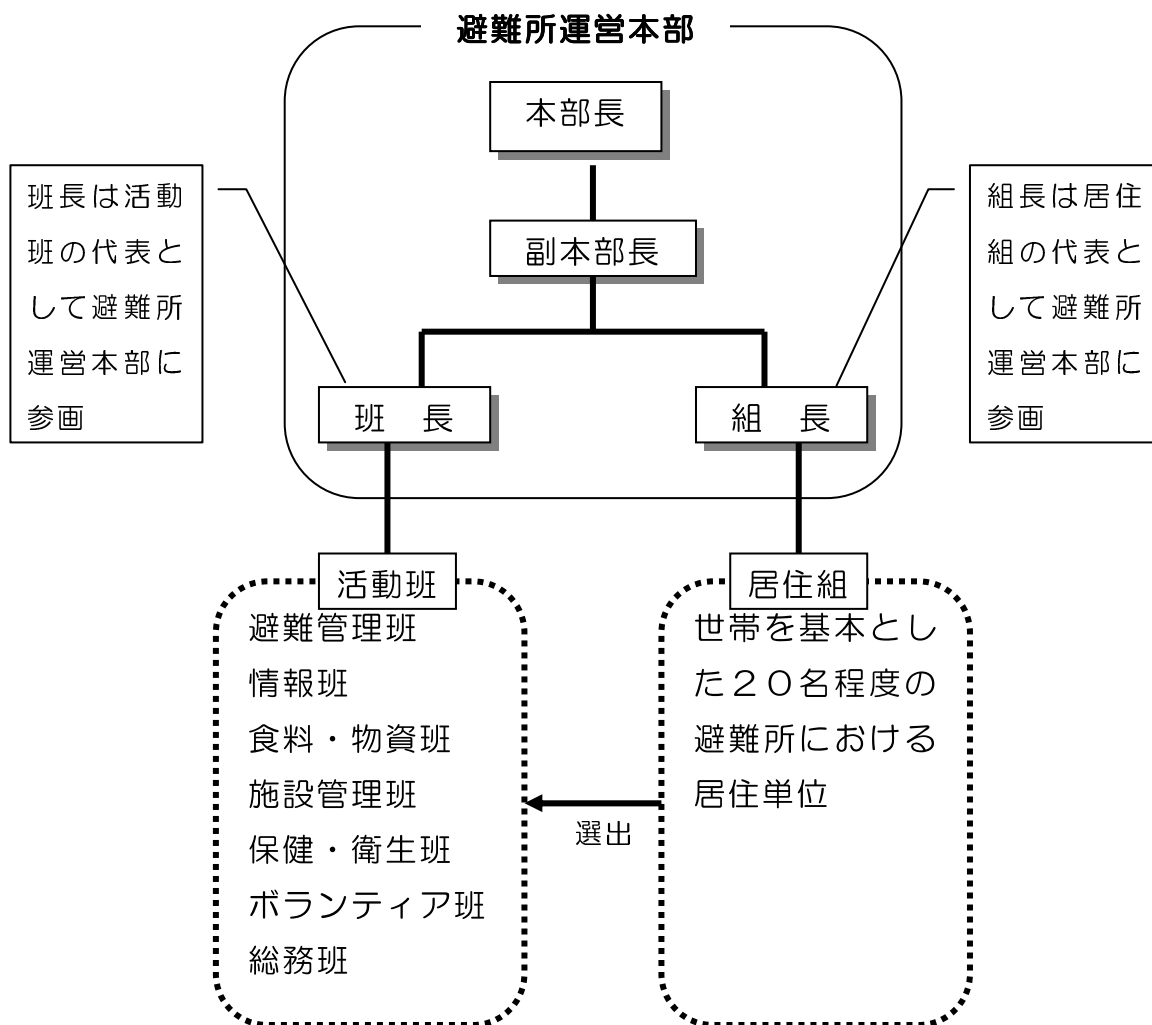 避難所運営本部
本部長
副本部長
班長は活動
班の代表と
して避難所
運営本部に
参画
組長は居住
組の代表と
して避難所
運営本部に
参画
班　長
組　長
活動班
避難管理班
情報班
食料・物資班
施設管理班
保健・衛生班
ボランティア班
総務班
選出
居住組
世帯を基本とし
た２０名程度の
避難所における
居住単位